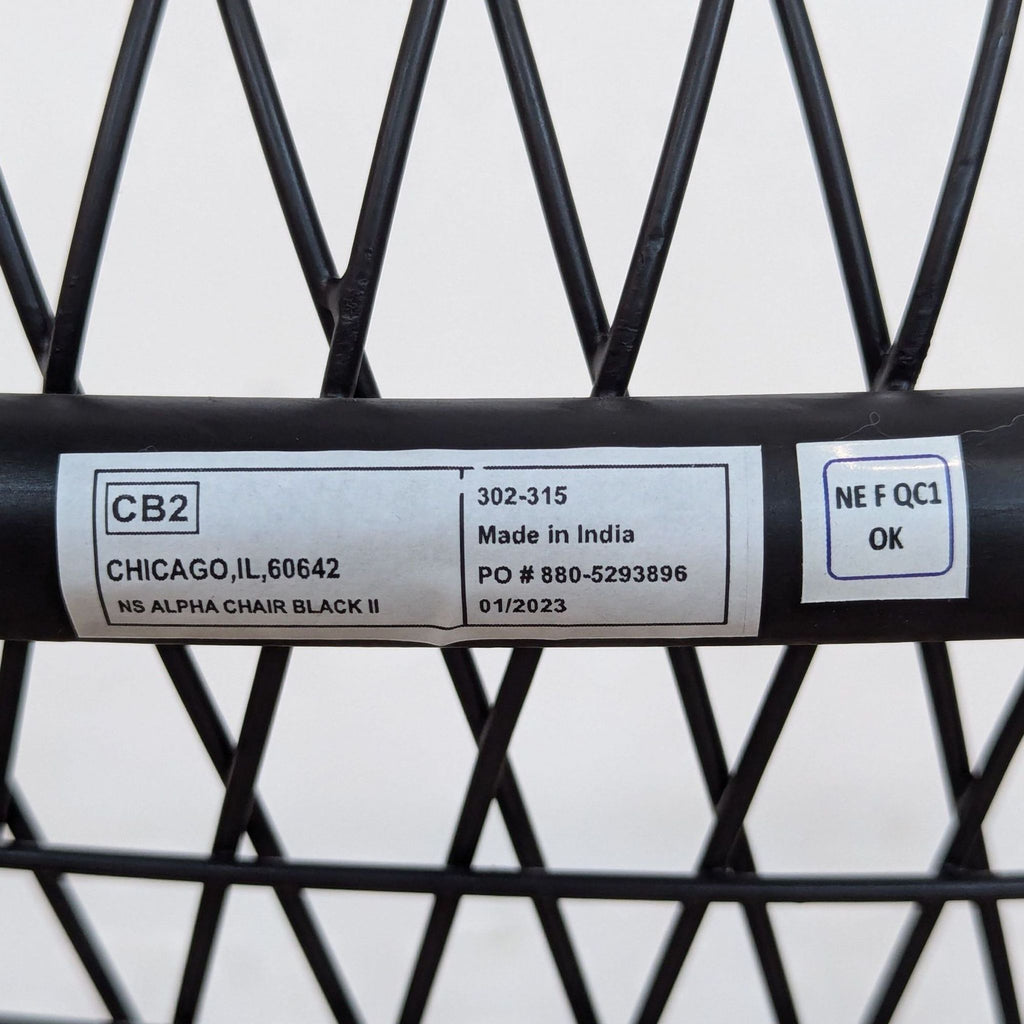 CB2
CHICAGO,IL,60642
NS ALPHA CHAIR BLACK II
302-315
Made in India
PO # 880-5293896
01/2023
NE F QC1
OK